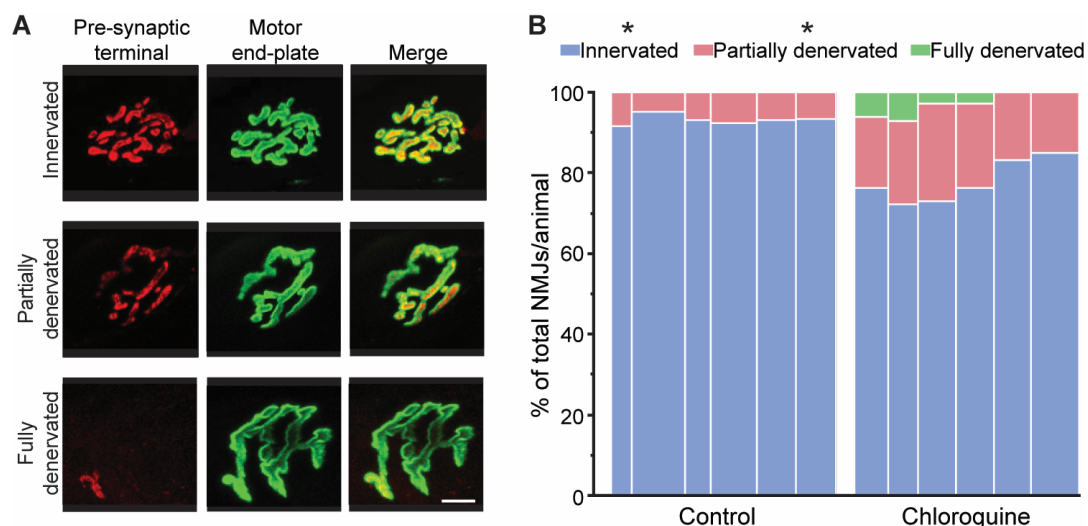 A
Pre-synaptic
terminal
Motor
end-plate
Merge
Innervated
Partially
denervated
Fully
denervated
B
* *
Innervated Partially denervated Fully denervated
% of total NMJs/animal
100
80
60
40
20
0
Control Chloroquine